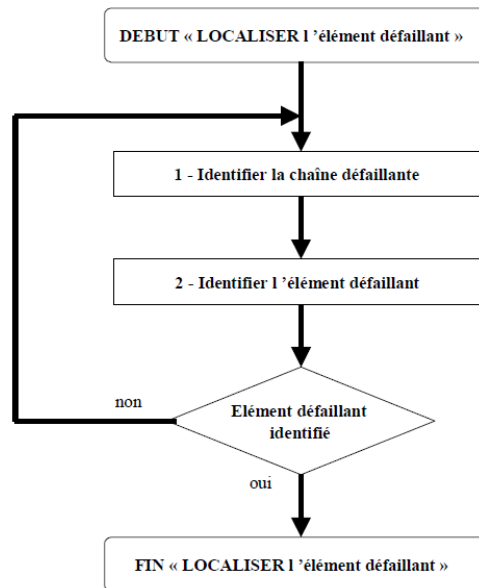 DEBUT « LOCALISER l ’élément défaillant »
1 - Identifier la chaîne défaillante
2 - Identifier l ’élément défaillant
non
Elément défaillant
identifié
oui
FIN « LOCALISER l ’élément défaillant »